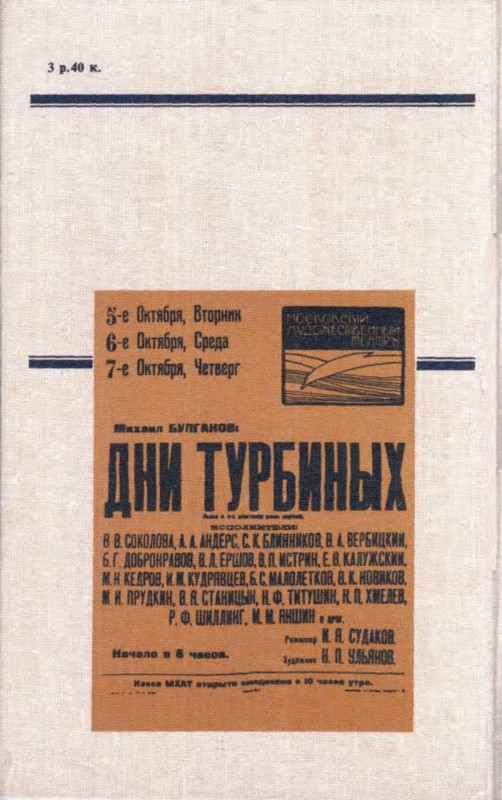 3 р.40 к.
5-е Октября, Вторник
6-е Октября, Среда
7-е Октября, Четверг
МОСКОВСКІЙ
ХУДОЖЕСТВЕННЫЙ
ТЕАТРЪ
Михаил БУЛГАКОВ:
ДНИ ТУРБИНЫХ
ИСПОЛНИТЕЛИ:
В. В. СОКОЛОВА, А. А. АНДЕРС, С. К. БЛИННИКОВ, В. А. ВЕРБИЦКИЙ,
Б. Г. ДОБРОНРАВОВ, В. Л. ЕРШОВ, В. П. ИСТРИН, Е. В. КАЛУЖСКИЙ,
М. Н. КЕДРОВ, И. М. КУДРЯВЦЕВ, Б. С. МАЛОЛЕТКОВ, В. К. НОВИКОВ,
М. И. ПРУДКИН, В. Я. СТАНИЦЫН, Н. Ф. ТИТУШИН, Н. П. ХМЕЛЕВ,
Р. Ф. ШИЛЛИНГ, М. М. ЯНШИН и др.
Режиссер И. Я. СУДАКОВ.
Начало в 8 часов.
Художник Н. П. УЛЬЯНОВ.
Касса МХАТ открыта ежедневно с 10 часов утра.